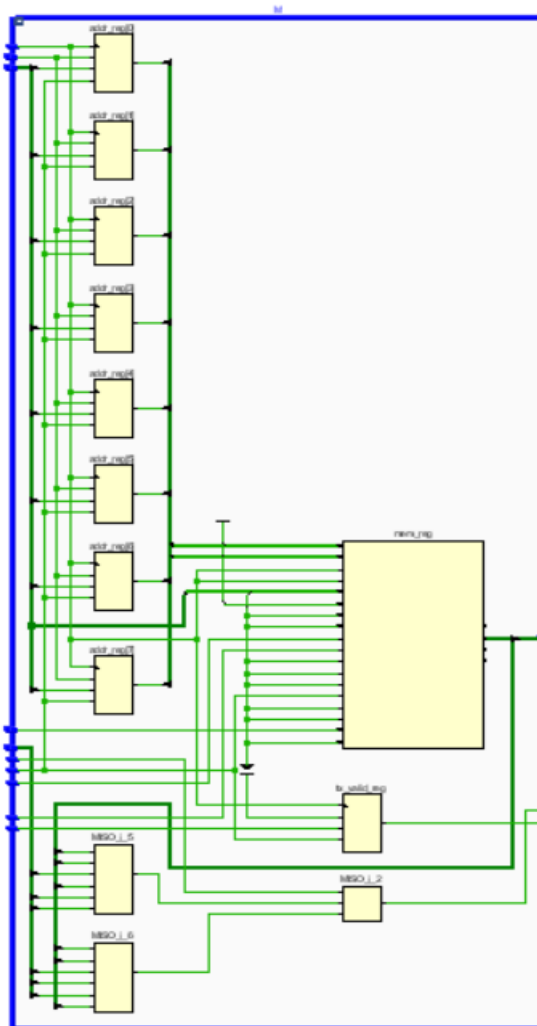 addr_reg[0]
addr_reg[1]
addr_reg[2]
addr_reg[3]
addr_reg[4]
addr_reg[5]
addr_reg[6]
mem_reg
addr_reg[7]
tx_valid_reg
MISO_i_5
MISO_i_2
MISO_i_6